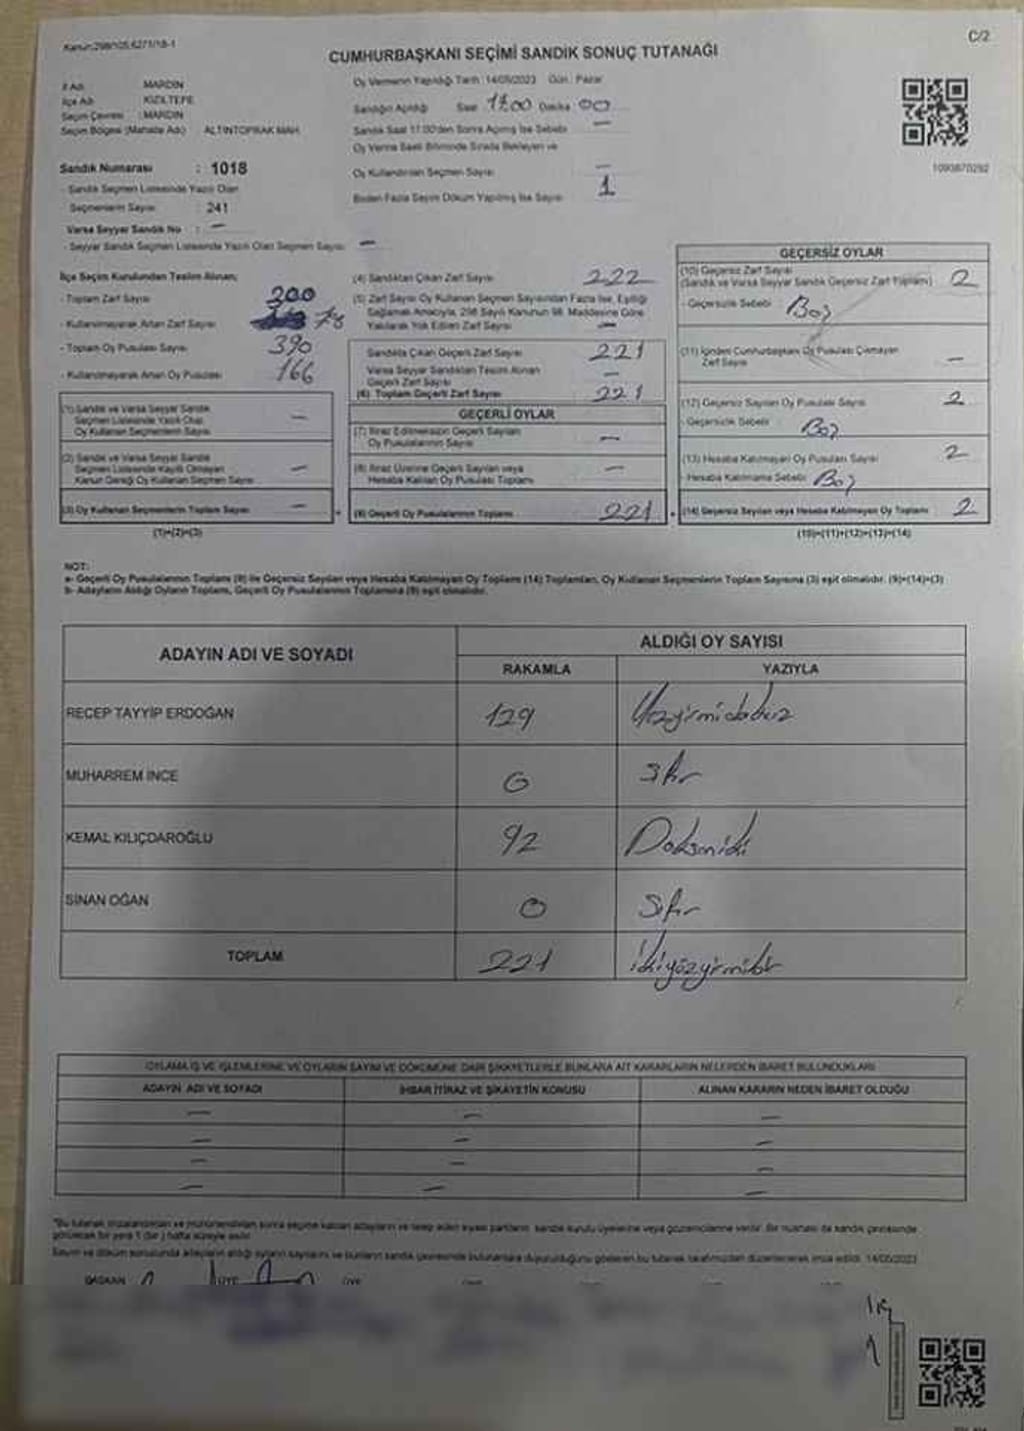 Kanun:298/105,6271/18-1
C/2
CUMHURBAŞKANI SEÇİMİ SANDIK SONUÇ TUTANAĞI
İl Adı : MARDİN
İlçe Adı : KIZILTEPE
Seçim Çevresi : MARDİN
Seçim Bölgesi (Mahalle Adı) ALTINTOPRAK MAH.
Oy Vermenin Yapıldığı Tarih : 14/05/2023 Gün : Pazar
Sandığın Açıldığı Saat 17.00 Dakika 00
Sandık Saat 17.00'den Sonra Açılmış İse Sebebi : —
Oy Verme Saati Bitiminde Sırada Bekleyen ve
Oy Kullandırılan Seçmen Sayısı : —
Birden Fazla Sayım Döküm Yapılmış İse Sayısı : 1
1093870292
Sandık Numarası : 1018
- Sandık Seçmen Listesinde Yazılı Olan
Seçmenlerin Sayısı : 241
Varsa Seyyar Sandık No : —
- Seyyar Sandık Seçmen Listesinde Yazılı Olan Seçmen Sayısı : —
İlçe Seçim Kurulundan Teslim Alınan;
- Toplam Zarf Sayısı : 300
- Kullanılmayarak Artan Zarf Sayısı : 78
- Toplam Oy Pusulası Sayısı : 390
- Kullanılmayarak Artan Oy Pusulası : 166
(1) Sandık ve Varsa Seyyar Sandık
Seçmen Listesinde Yazılı Olup
Oy Kullanan Seçmenlerin Sayısı —
(2) Sandık ve Varsa Seyyar Sandık
Seçmen Listesinde Kayıtlı Olmayan
Kanun Gereği Oy Kullanan Seçmen Sayısı —
(3) Oy Kullanan Seçmenlerin Toplam Sayısı —
(1)+(2)=(3)
(4) Sandıktan Çıkan Zarf Sayısı : 222
(5) Zarf Sayısı Oy Kullanan Seçmen Sayısından Fazla İse, Eşitliği
Sağlamak Amacıyla, 298 Sayılı Kanunun 98. Maddesine Göre
Yakılarak Yok Edilen Zarf Sayısı : —
Sandıkta Çıkan Geçerli Zarf Sayısı 221
Varsa Seyyar Sandıktan Teslim Alınan
Geçerli Zarf Sayısı —
(6) Toplam Geçerli Zarf Sayısı 221
GEÇERLİ OYLAR
(7) İtiraz Edilmeksizin Geçerli Sayılan
Oy Pusulalarının Sayısı —
(8) İtiraz Üzerine Geçerli Sayılan veya
Hesaba Katılan Oy Pusulası Toplamı —
(9) Geçerli Oy Pusulalarının Toplamı 221
GEÇERSİZ OYLAR
(10) Geçersiz Zarf Sayısı
(Sandık ve Varsa Seyyar Sandık Geçersiz Zarf Toplamı) 2
- Geçersizlik Sebebi : Boş
(11) İçinden Cumhurbaşkanı Oy Pusulası Çıkmayan
Zarf Sayısı —
(12) Geçersiz Sayılan Oy Pusulası Sayısı 2
- Geçersizlik Sebebi : Boş
(13) Hesaba Katılmayan Oy Pusulası Sayısı 2
- Hesaba Katılmama Sebebi : Boş
(14) Geçersiz Sayılan veya Hesaba Katılmayan Oy Toplamı 2
(10)+(11)+(12)+(13)=(14)
NOT:
a- Geçerli Oy Pusulalarının Toplamı (9) ile Geçersiz Sayılan veya Hesaba Katılmayan Oy Toplamı (14) Toplamları, Oy Kullanan Seçmenlerin Toplam Sayısına (3) eşit olmalıdır. (9)+(14)=(3)
b- Adayların Aldığı Oyların Toplamı, Geçerli Oy Pusulalarının Toplamına (9) eşit olmalıdır.
ADAYIN ADI VE SOYADI
ALDIĞI OY SAYISI
RAKAMLA YAZIYLA
RECEP TAYYİP ERDOĞAN 129 Yüzyirmidokuz
MUHARREM İNCE 0 Sıfır
KEMAL KILIÇDAROĞLU 92 Doksaniki
SİNAN OĞAN 0 Sıfır
TOPLAM 221 ikiyüzyirmibir
OYLAMA İŞ VE İŞLEMLERİNE VE OYLARIN SAYIM VE DÖKÜMÜNE DAİR ŞİKAYETLERLE BUNLARA AİT KARARLARIN NELERDEN İBARET BULUNDUKLARI
ADAYIN ADI VE SOYADI İHBAR İTİRAZ VE ŞİKAYETİN KONUSU ALINAN KARARIN NEDEN İBARET OLDUĞU
— — —
— — —
— — —
— — —
*Bu tutanak imzalandıktan ve mühürlendikten sonra seçime katılan adayların ve talep eden siyasi partilerin sandık kurulu üyelerine veya gözlemcilerine verilir. Bir nüshası da sandık çevresinde
görülecek bir yere 1 (bir) hafta süreyle asılır.
Sayım ve döküm sonucunda adayların aldığı oyların sayılarını ve bunların sandık çevresinde bulunanlara duyurulduğunu gösteren bu tutanak tarafımızdan düzenlenerek imza edildi. 14/05/2023
BAŞKAN ÜYE ÜYE